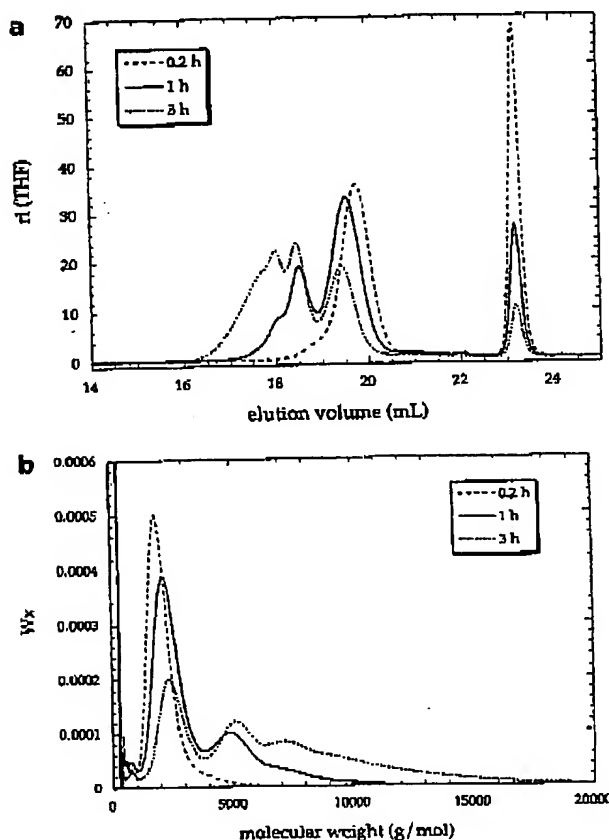 a
70
60
50
40
30
20
10
0
rI (THF)
0.2 h
1 h
3 h
14 16 18 20 22 24
elution volume (mL)
b
0.0006
0.0005
0.0004
0.0003
0.0002
0.0001
0
Wx
0.2 h
1 h
3 h
0 5000 10000 15000 20000
molecular weight (g/mol)